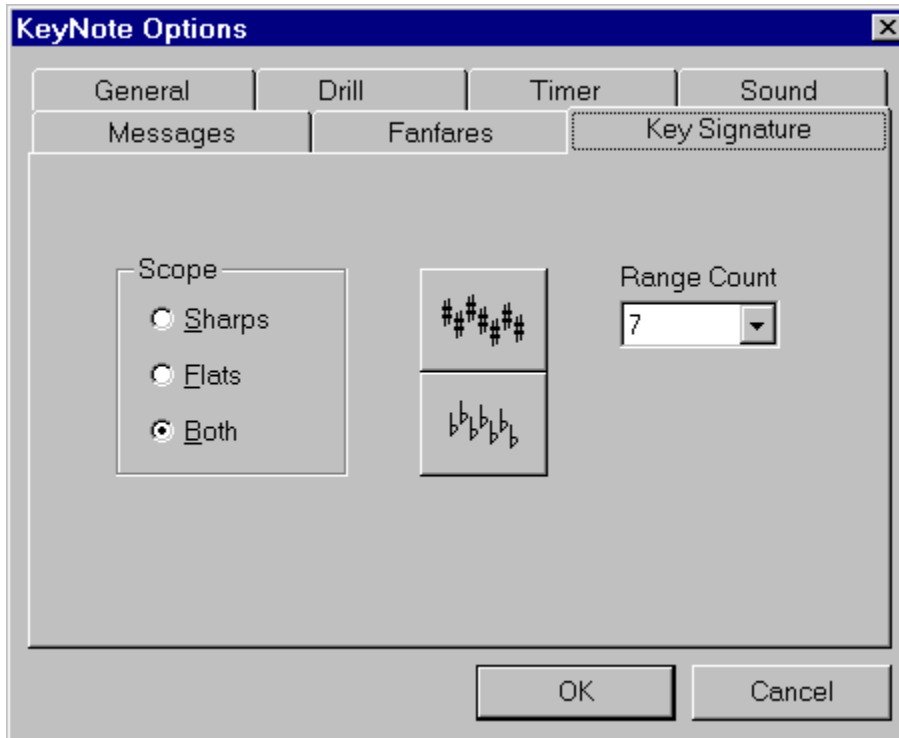 KeyNote Options
General Drill Timer Sound
Messages Fanfares Key Signature
Scope
Sharps
Flats
Both
Range Count
7
OK Cancel